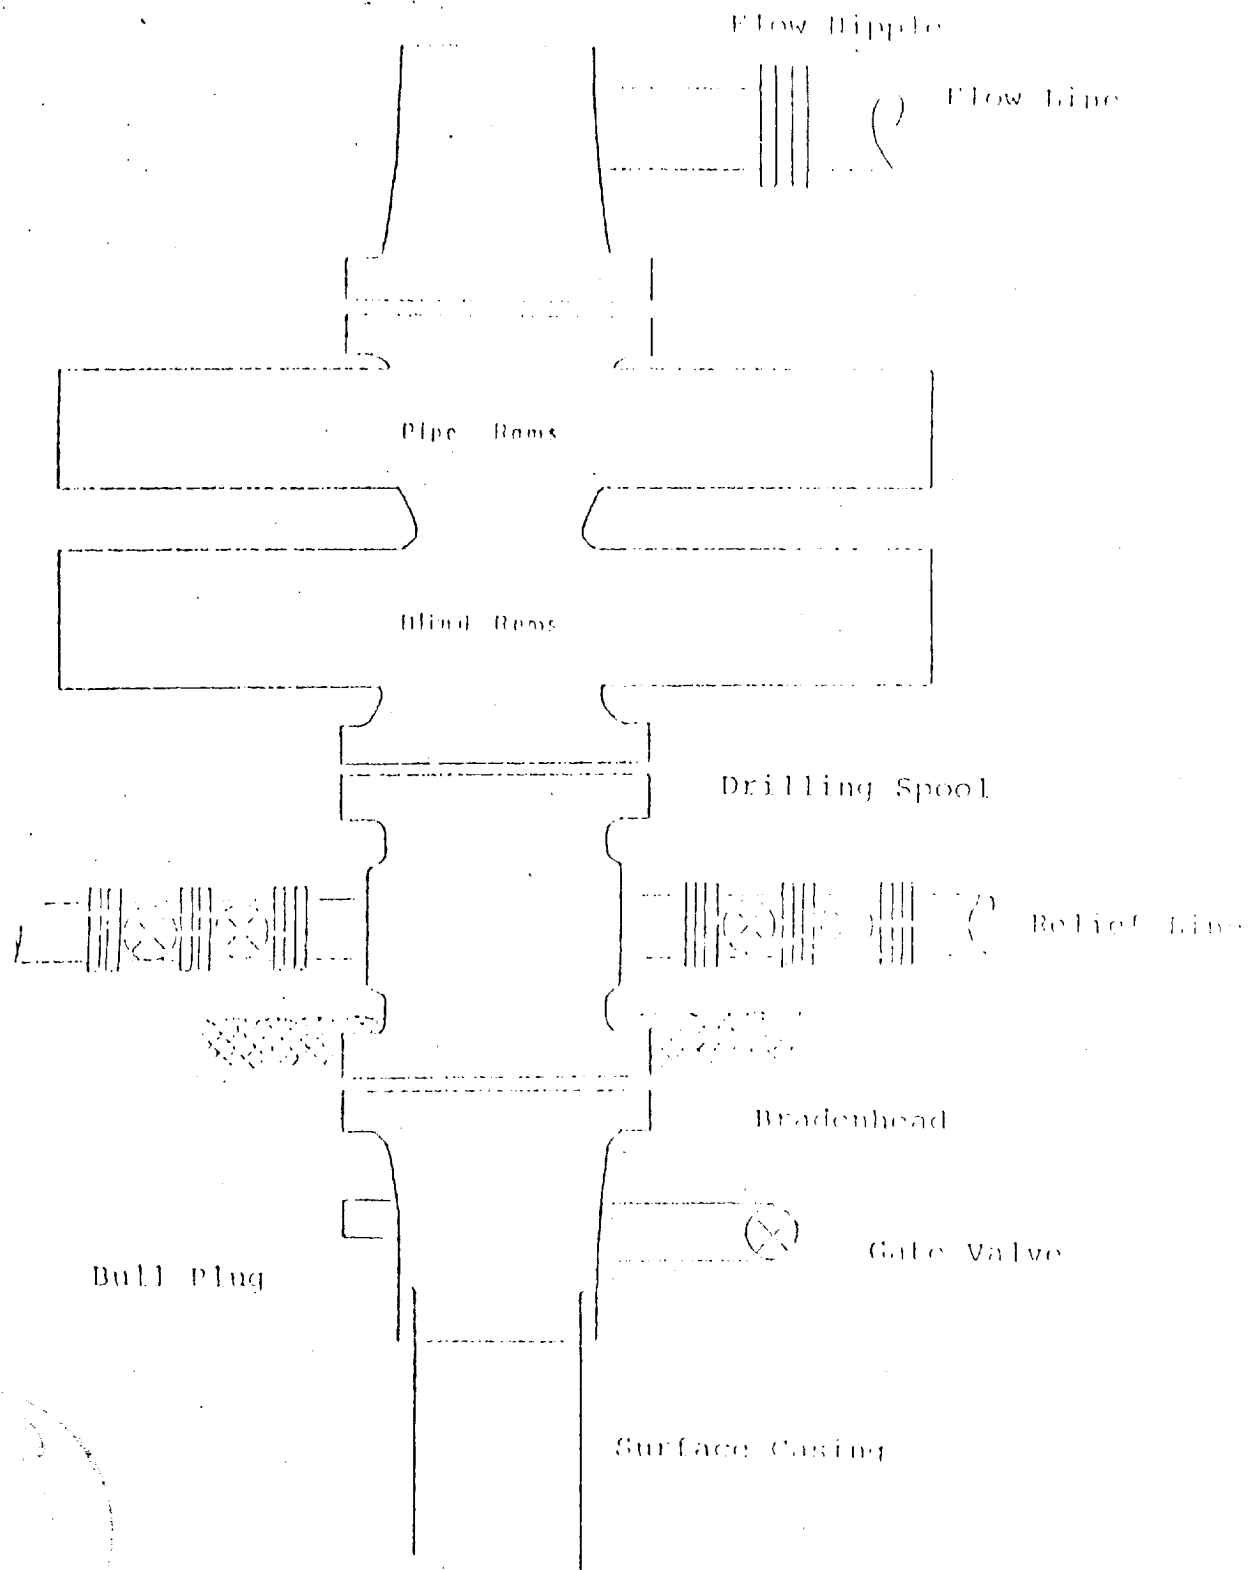 Flow Nipple
Flow Line
Pipe Rams
Blind Rams
Drilling Spool
Relief Line
Bradenhead
Gate Valve
Bull Plug
Surface Casing